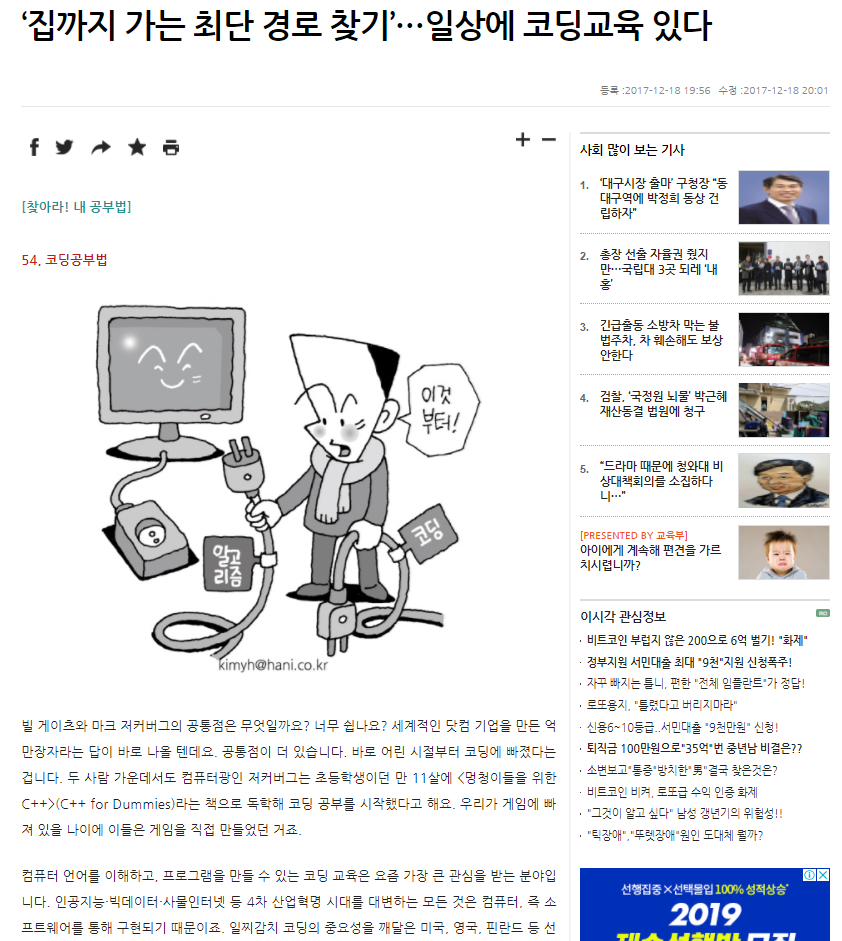 ‘집까지 가는 최단 경로 찾기’…일상에 코딩교육 있다
등록 :2017-12-18 19:56 수정 :2017-12-18 20:01
[찾아라! 내 공부법]
54. 코딩공부법
이것
부터!
알고
리즘
코딩
kimyh@hani.co.kr
빌 게이츠와 마크 저커버그의 공통점은 무엇일까요? 너무 쉽나요? 세계적인 닷컴 기업을 만든 억
만장자라는 답이 바로 나올 텐데요. 공통점이 더 있습니다. 바로 어린 시절부터 코딩에 빠졌다는
겁니다. 두 사람 가운데서도 컴퓨터광인 저커버그는 초등학생이던 만 11살에 <멍청이들을 위한
C++>(C++ for Dummies)라는 책으로 독학해 코딩 공부를 시작했다고 해요. 우리가 게임에 빠
져 있을 나이에 이들은 게임을 직접 만들었던 거죠.
컴퓨터 언어를 이해하고, 프로그램을 만들 수 있는 코딩 교육은 요즘 가장 큰 관심을 받는 분야입
니다. 인공지능·빅데이터·사물인터넷 등 4차 산업혁명 시대를 대변하는 모든 것은 컴퓨터, 즉 소
프트웨어를 통해 구현되기 때문이죠. 일찌감치 코딩의 중요성을 깨달은 미국, 영국, 핀란드 등 선
사회 많이 보는 기사
1. ‘대구시장 출마’ 구청장 “동
대구역에 박정희 동상 건
립하자”
2. 총장 선출 자율권 줬지
만…국립대 3곳 되레 ‘내
홍’
3. 긴급출동 소방차 막는 불
법주차, 차 훼손해도 보상
안한다
4. 검찰, ‘국정원 뇌물’ 박근혜
재산동결 법원에 청구
5. “드라마 때문에 청와대 비
상대책회의를 소집하다
니…”
[PRESENTED BY 교육부]
아이에게 계속해 편견을 가르
치시렵니까?
이시각 관심정보
· 비트코인 부럽지 않은 200으로 6억 벌기! "화제"
· 정부지원 서민대출 최대 "9천"지원 신청폭주!
· 자꾸 빠지는 틀니, 편한 "전체 임플란트"가 정답!
· 로또용지, "틀렸다고 버리지마라"
· 신용6~10등급..서민대출 "9천만원" 신청!
· 퇴직금 100만원으로"35억"번 중년남 비결은??
· 소변보고"통증"방치한"男"결국 찾은것은?
· 비트코인 비켜, 로또급 수익 인증 화제
· "그것이 알고 싶다" 남성 갱년기의 위험성!!
· "틱장애","뚜렛장애"원인 도대체 뭘까?
선행집중×선택몰입 100% 성적상승*
2019